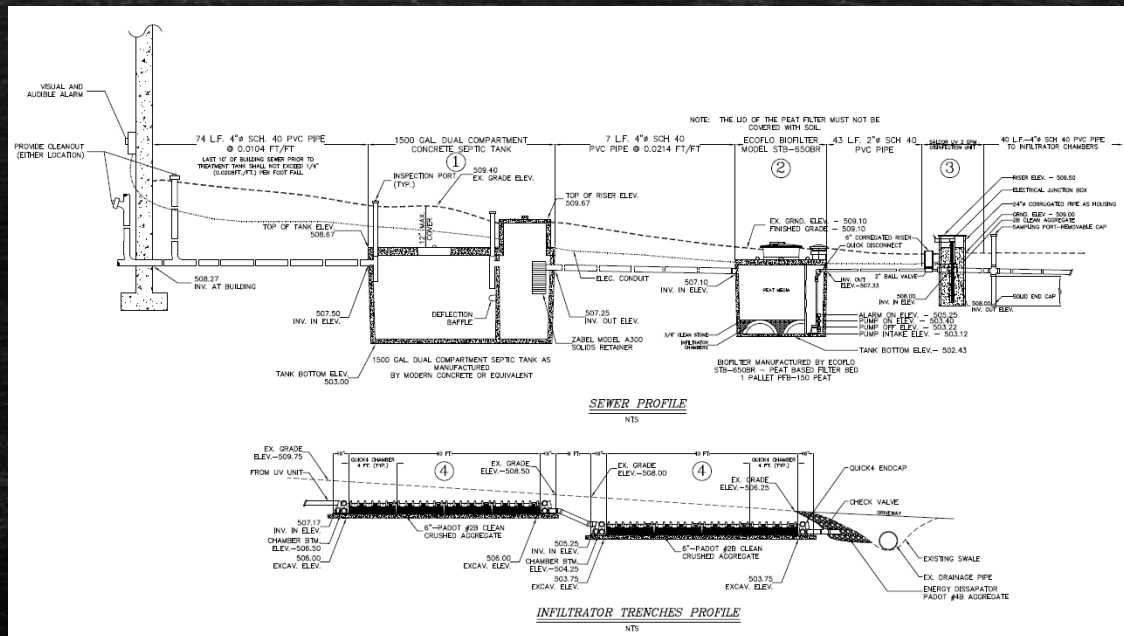 VISUAL AND
AUDIBLE ALARM
PROVIDE CLEANOUT
(EITHER LOCATION)
74 L.F. 4"ø SCH. 40 PVC PIPE
@ 0.0104 FT/FT
LAST 10' OF BUILDING SEWER PRIOR TO
TREATMENT TANK SHALL NOT EXCEED 1/4"
(0.0208FT./FT.) PER FOOT FALL
1500 GAL. DUAL COMPARTMENT
CONCRETE SEPTIC TANK
1
INSPECTION PORT
(TYP.)
509.40
EX. GRADE ELEV.
12" MAX.
COVER
TOP OF TANK ELEV.
508.67
7 L.F. 4"ø SCH 40
PVC PIPE @ 0.0214 FT/FT
TOP OF RISER ELEV.
509.67
NOTE: THE LID OF THE PEAT FILTER MUST NOT BE
COVERED WITH SOIL.
ECOFLO BIOFILTER
MODEL STB-650BR
2
43 L.F. 2"ø SCH 40
PVC PIPE
SALCOR UV 3 GPM
DISINFECTION UNIT
3
40 L.F.-4"ø SCH. 40 PVC PIPE
TO INFILTRATOR CHAMBERS
RISER ELEV. - 509.50
ELECTRICAL JUNCTION BOX
24"ø CORRUGATED PIPE AS HOUSING
GRND. ELEV - 509.00
2B CLEAN AGGREGATE
SAMPLING PORT-REMOVABLE CAP
EX. GRND. ELEV - 509.10
FINISHED GRADE - 509.10
6" CORREGATED RISER
QUICK DISCONNECT
508.27
INV. AT BUILDING
507.50
INV. IN ELEV.
TANK BOTTOM ELEV.
503.00
1500 GAL. DUAL COMPARTMENT SEPTIC TANK AS
MANUFACTURED
BY MODERN CONCRETE OR EQUIVALENT
DEFLECTION
BAFFLE
ELEC. CONDUIT
507.25
INV. OUT ELEV.
ZABEL MODEL A300
SOLIDS RETAINER
507.10
INV. IN ELEV.
PEAT MEDIA
3/4" CLEAN STONE
INFILTRATOR
CHAMBERS
INV. OUT
ELEV.-507.33
2" BALL VALVE
508.00
INV. IN ELEV.
508.00
INV. OUT ELEV.
SOLID END CAP
ALARM ON ELEV. - 505.25
PUMP ON ELEV. - 503.40
PUMP OFF ELEV. - 503.22
PUMP INTAKE ELEV. - 503.12
TANK BOTTOM ELEV.- 502.43
BIOFILTER MANUFACTURED BY ECOFLO
STB-650BR - PEAT BASED FILTER BED
1 PALLET PFB-150 PEAT
SEWER PROFILE
NTS
EX. GRADE
ELEV.-509.75
FROM UV UNIT
40 FT.
QUICK4 CHAMBER
4 FT. (TYP.)
4
EX. GRADE
ELEV.-508.50
EX. GRADE
ELEV.-508.00
40 FT.
QUICK4 CHAMBER
4 FT. (TYP.)
4
EX. GRADE
ELEV.-506.25
QUICK4 ENDCAP
CHECK VALVE
DRIVEWAY
507.17
INV. IN ELEV.
CHAMBER BTM
ELEV.-506.50
506.00
EXCAV. ELEV.
6"-PADOT #2B CLEAN
CRUSHED AGGREGATE
506.00
EXCAV. ELEV.
505.25
INV. IN ELEV.
CHAMBER BTM
ELEV.-504.25
503.75
EXCAV. ELEV.
6"-PADOT #2B CLEAN
CRUSHED AGGREGATE
503.75
EXCAV. ELEV.
EXISTING SWALE
EX. DRAINAGE PIPE
ENERGY DISSAPATOR
PADOT #4B AGGREGATE
INFILTRATOR TRENCHES PROFILE
NTS